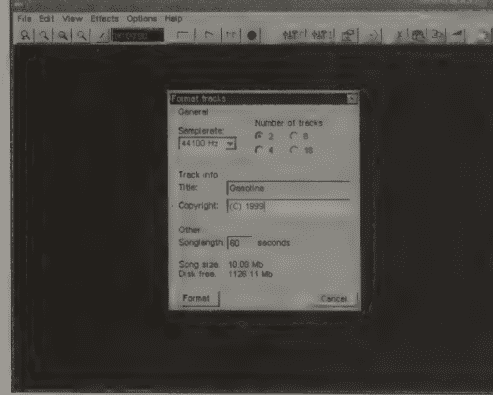 File Edit View Effects Options Help
Format tracks
General
Samplerate:
44100 Hz
Number of tracks
2 8
4 16
Track info
Title: Gasoline
Copyright: (C) 1999
Other
Songlength: 60 seconds
Song size: 10.09 Mb
Disk free: 1126.11 Mb
Format Cancel